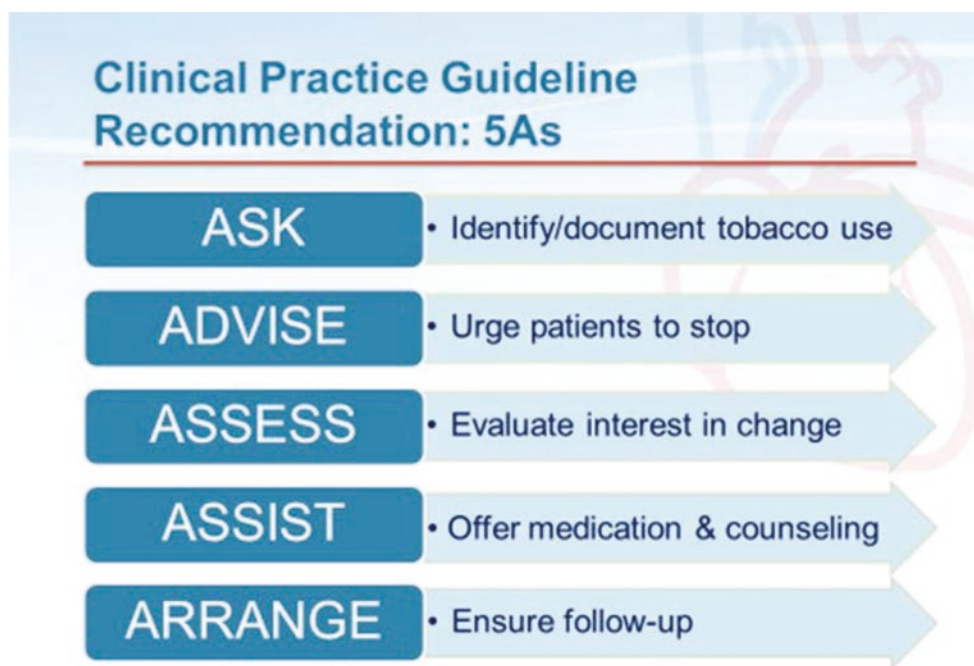 Clinical Practice Guideline
Recommendation: 5As
ASK
• Identify/document tobacco use
ADVISE
• Urge patients to stop
ASSESS
• Evaluate interest in change
ASSIST
• Offer medication & counseling
ARRANGE
• Ensure follow-up